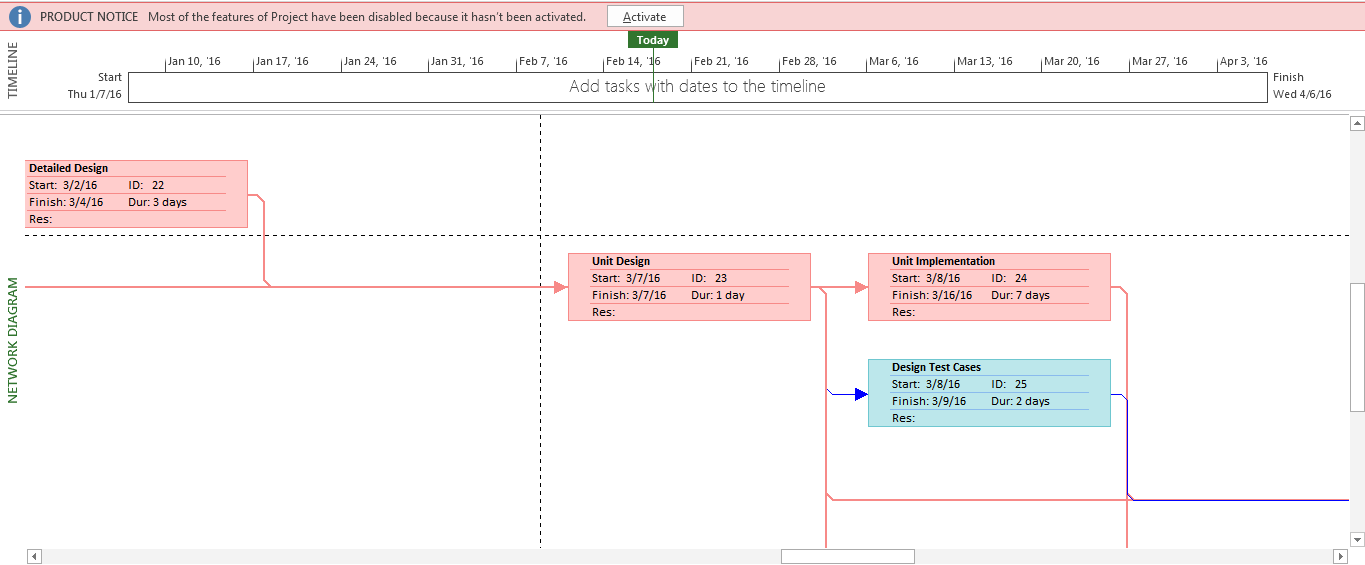 PRODUCT NOTICE Most of the features of Project have been disabled because it hasn't been activated. Activate
TIMELINE
Today
Jan 10, '16 Jan 17, '16 Jan 24, '16 Jan 31, '16 Feb 7, '16 Feb 14, '16 Feb 21, '16 Feb 28, '16 Mar 6, '16 Mar 13, '16 Mar 20, '16 Mar 27, '16 Apr 3, '16
Start
Thu 1/7/16
Add tasks with dates to the timeline
Finish
Wed 4/6/16
NETWORK DIAGRAM
Detailed Design
Start: 3/2/16 ID: 22
Finish: 3/4/16 Dur: 3 days
Res:
Unit Design
Start: 3/7/16 ID: 23
Finish: 3/7/16 Dur: 1 day
Res:
Unit Implementation
Start: 3/8/16 ID: 24
Finish: 3/16/16 Dur: 7 days
Res:
Design Test Cases
Start: 3/8/16 ID: 25
Finish: 3/9/16 Dur: 2 days
Res: